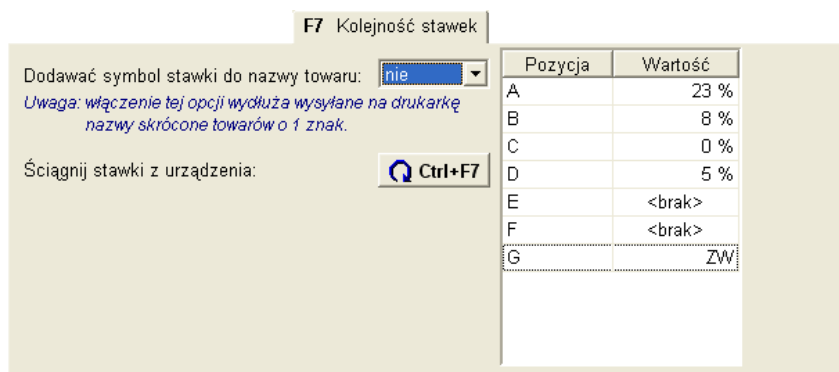 F7 Kolejność stawek
Dodawać symbol stawki do nazwy towaru: nie
Uwaga: włączenie tej opcji wydłuża wysyłane na drukarkę
nazwy skrócone towarów o 1 znak.
Ściągnij stawki z urządzenia: Ctrl+F7
Pozycja Wartość
A 23 %
B 8 %
C 0 %
D 5 %
E <brak>
F <brak>
G ZW